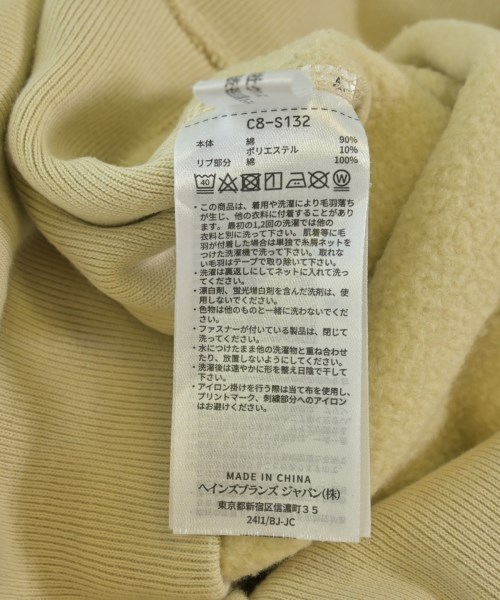 C8-S132
本体 綿 90%
ポリエステル 10%
リブ部分 綿 100%
40
W
・この商品は、着用や洗濯により毛羽落ち
が生じ、他の衣料に付着することがあり
ます。最初の1,2回の洗濯では他の
衣料と別に洗って下さい。肌着等に毛
羽が付着した場合は単独で糸屑ネットを
つけた洗濯機で洗って下さい。取れな
い毛羽はテープで取り除いて下さい。
・洗濯は裏返しにしてネットに入れて洗っ
てください。
・漂白剤、蛍光増白剤を含んだ洗剤は、使
用しないでください。
・色物は他のものと一緒に洗わないでくだ
さい。
・ファスナーが付いている製品は、閉じて
洗ってください。
・水につけたまま他の洗濯物と重ね合わせ
たり、放置しないようにしてください。
・洗濯後は速やかに形を整え日陰で干して
下さい。
・アイロン掛けを行う際は当て布を使用し、
プリントマーク、刺繍部分へのアイロン
はお避けください。
MADE IN CHINA
ヘインズブランズ ジャパン(株)
東京都新宿区信濃町35
24I1/BJ-JC